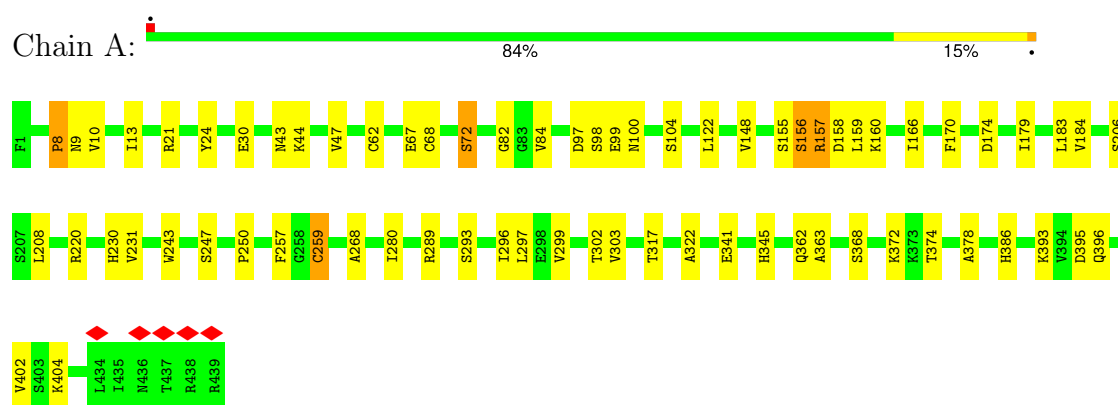 Chain A:
84%
15%
F1 P8 N9 V10 I13 R21 Y24 E30 N43 K44 V47 C62 E67 C68 S72 G82 G83 V84 D97 S98 E99 N100 S104 L122 V148 S155 S156 R157 D158 L159 K160 I166 F170 D174 I179 L183 V184
S207 L208 R220 H230 V231 W243 S247 P250 F257 G258 C259 A268 I280 R289 S293 I296 L297 E298 V299 T302 V303 T317 A322 E341 H345 Q362 A363 S368 K372 K373 T374 A378 H386 K393 V394 D395 Q396
V402 S403 K404 L434 I435 N436 T437 R438 R439